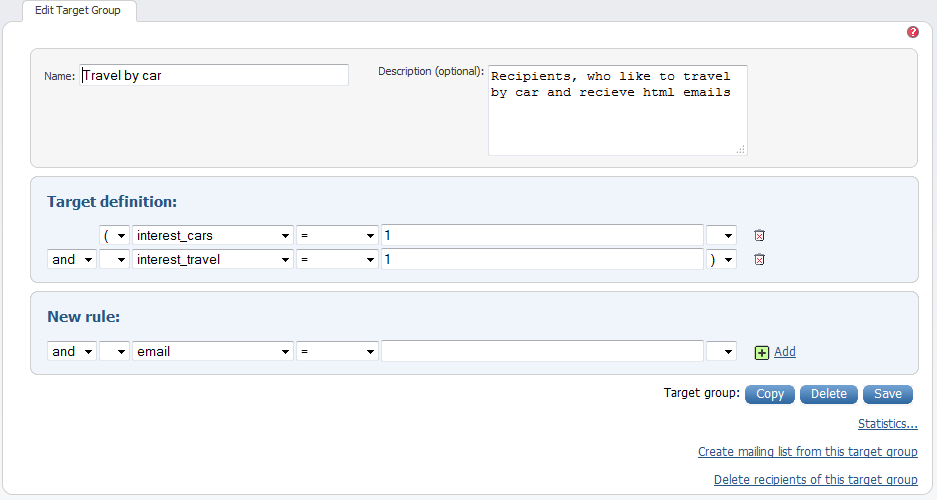 Edit Target Group
?
Name: Travel by car
Description (optional): Recipients, who like to travel
by car and recieve html emails
Target definition:
( interest_cars = 1
and interest_travel = 1 )
New rule:
and email = Add
Target group: Copy Delete Save
Statistics...
Create mailing list from this target group
Delete recipients of this target group